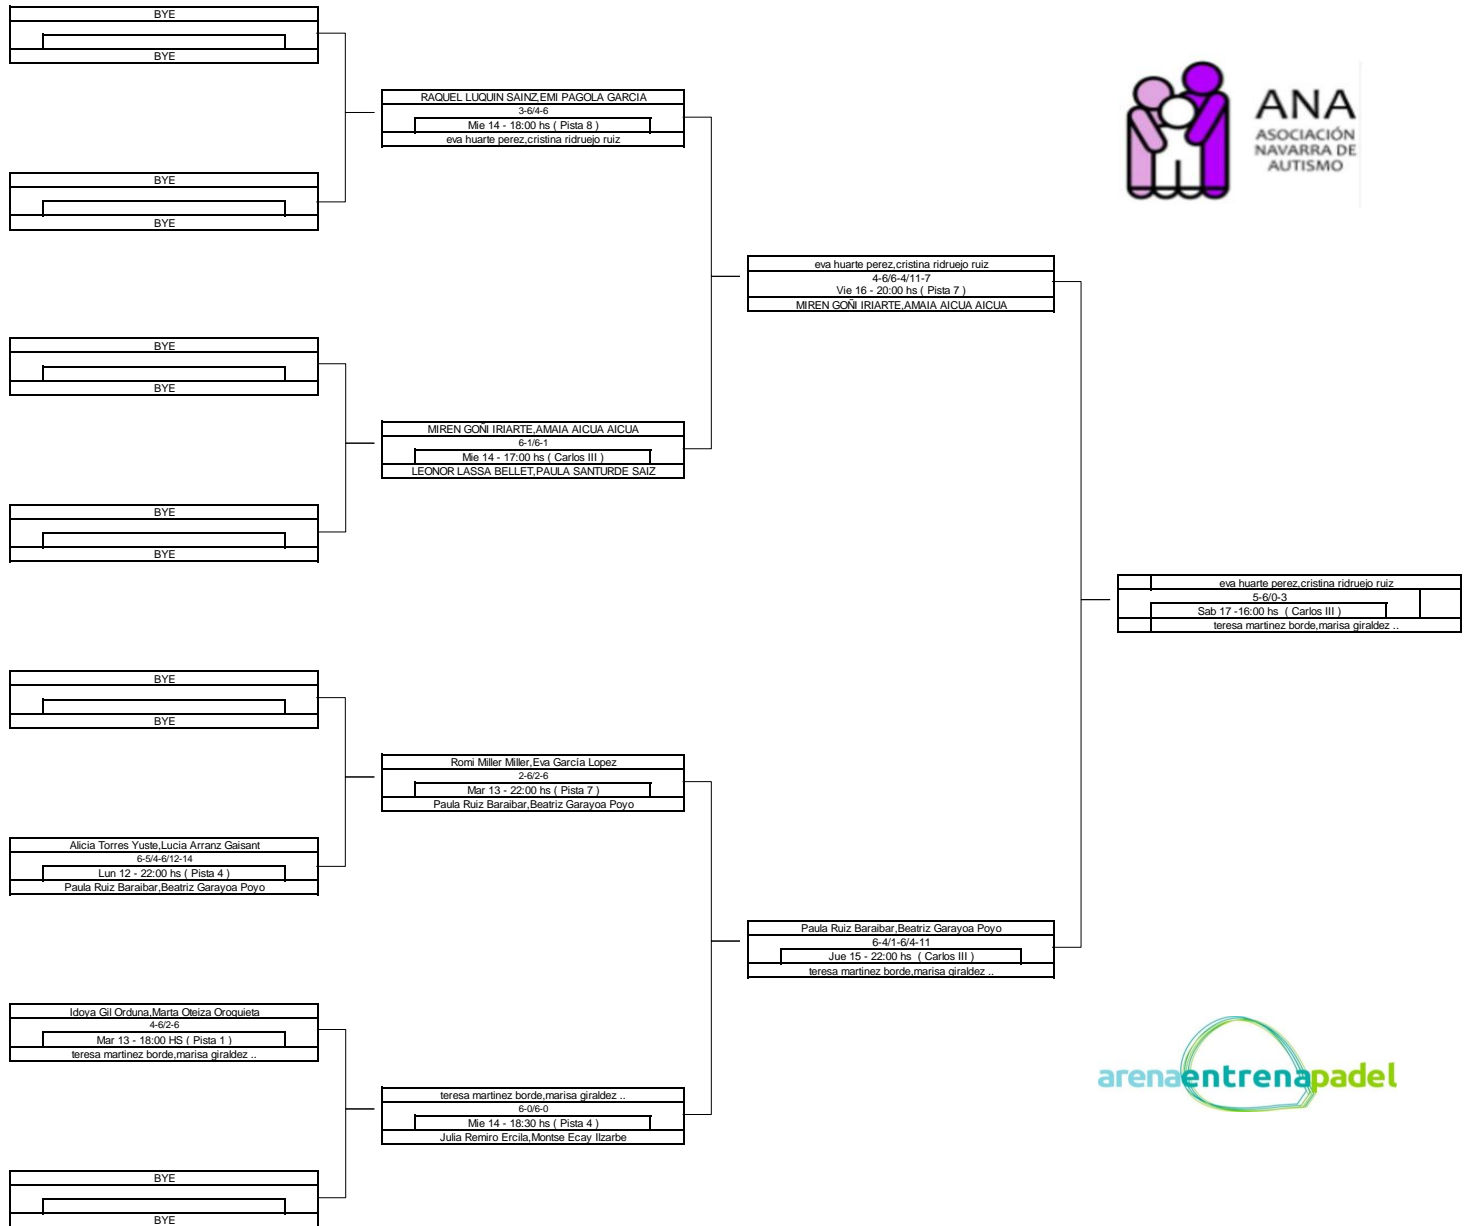 BYE
BYE
RAQUEL LUQUIN SAINZ,EMI PAGOLA GARCIA
3-6/4-6
Mie 14 - 18:00 hs ( Pista 8 )
eva huarte perez,cristina ridruejo ruiz
ANA
ASOCIACIÓN
NAVARRA DE
AUTISMO
BYE
BYE
eva huarte perez,cristina ridruejo ruiz
4-6/6-4/11-7
Vie 16 - 20:00 hs ( Pista 7 )
MIREN GOÑI IRIARTE,AMAIA AICUA AICUA
BYE
BYE
MIREN GOÑI IRIARTE,AMAIA AICUA AICUA
6-1/6-1
Mie 14 - 17:00 hs ( Carlos III )
LEONOR LASSA BELLET,PAULA SANTURDE SAIZ
BYE
BYE
eva huarte perez,cristina ridruejo ruiz
5-6/0-3
Sab 17 -16:00 hs ( Carlos III )
teresa martinez borde,marisa giraldez ..
BYE
BYE
Romi Miller Miller,Eva García Lopez
2-6/2-6
Mar 13 - 22:00 hs ( Pista 7 )
Paula Ruiz Baraibar,Beatriz Garayoa Poyo
Alicia Torres Yuste,Lucia Arranz Gaisant
6-5/4-6/12-14
Lun 12 - 22:00 hs ( Pista 4 )
Paula Ruiz Baraibar,Beatriz Garayoa Poyo
Paula Ruiz Baraibar,Beatriz Garayoa Poyo
6-4/1-6/4-11
Jue 15 - 22:00 hs ( Carlos III )
teresa martinez borde,marisa giraldez ..
Idoya Gil Orduna,Marta Oteiza Oroquieta
4-6/2-6
Mar 13 - 18:00 HS ( Pista 1 )
teresa martinez borde,marisa giraldez ..
arenaentrenapadel
teresa martinez borde,marisa giraldez ..
6-0/6-0
Mie 14 - 18:30 hs ( Pista 4 )
Julia Remiro Ercila,Montse Ecay Ilzarbe
BYE
BYE